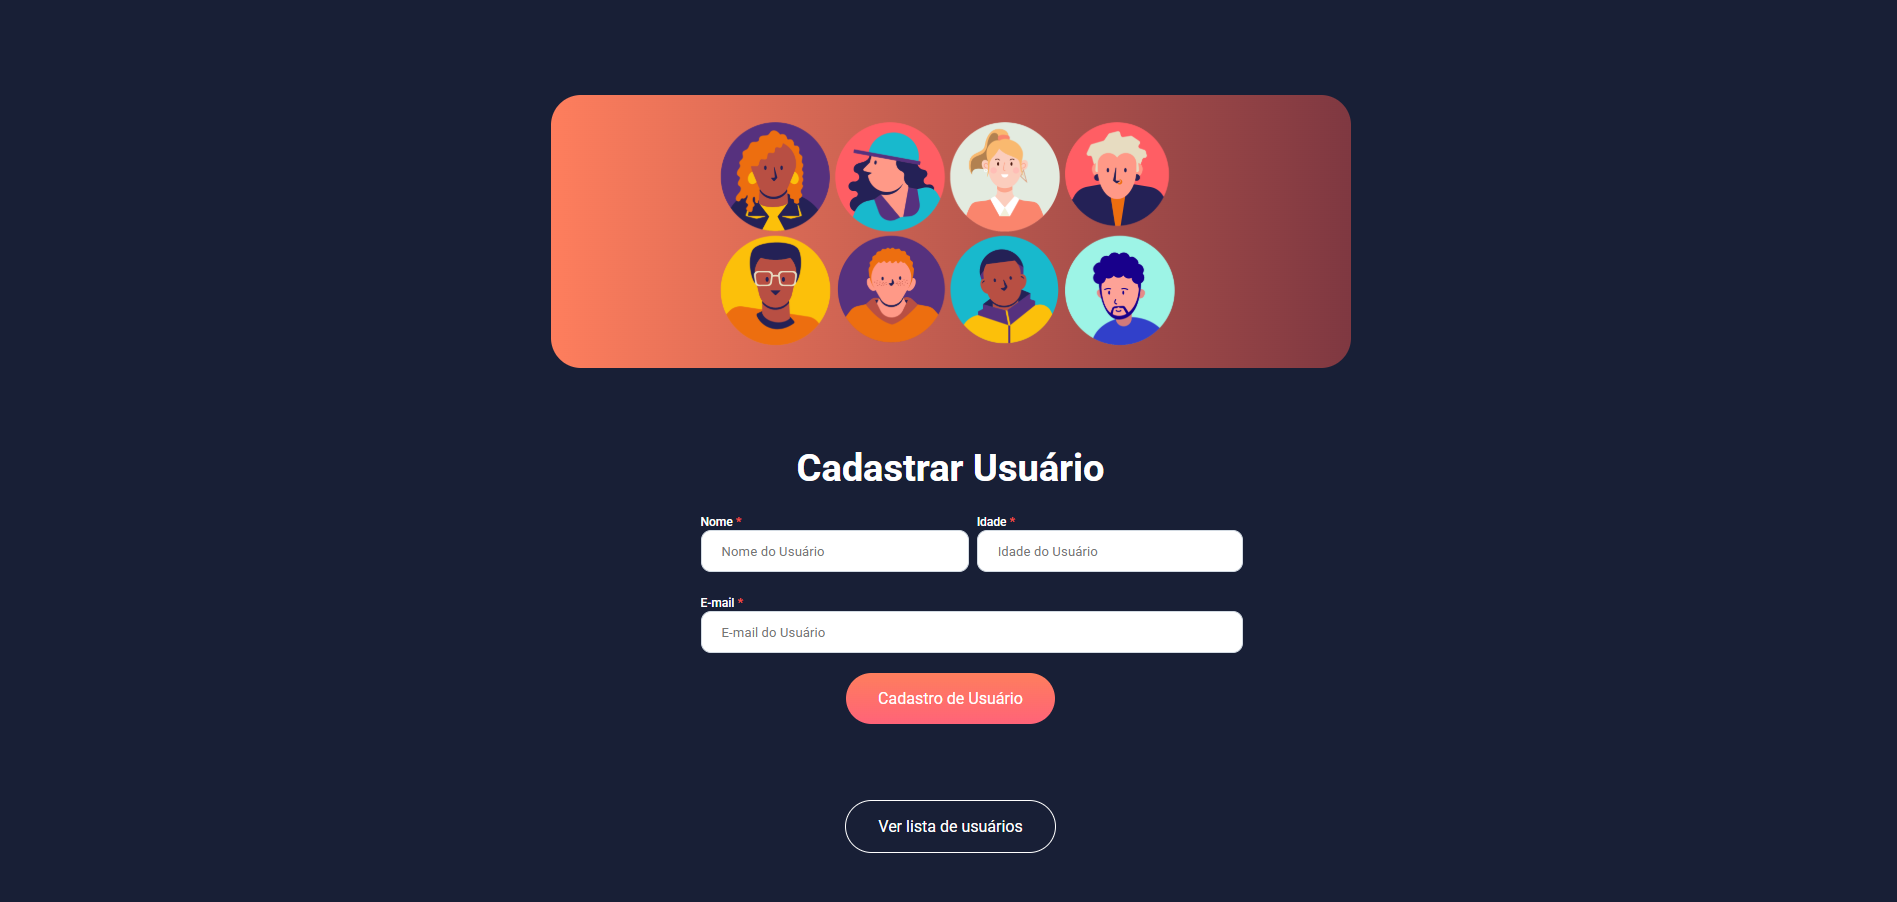 Cadastrar Usuário
Nome * Idade *
Nome do Usuário Idade do Usuário
E-mail *
E-mail do Usuário
Cadastro de Usuário
Ver lista de usuários